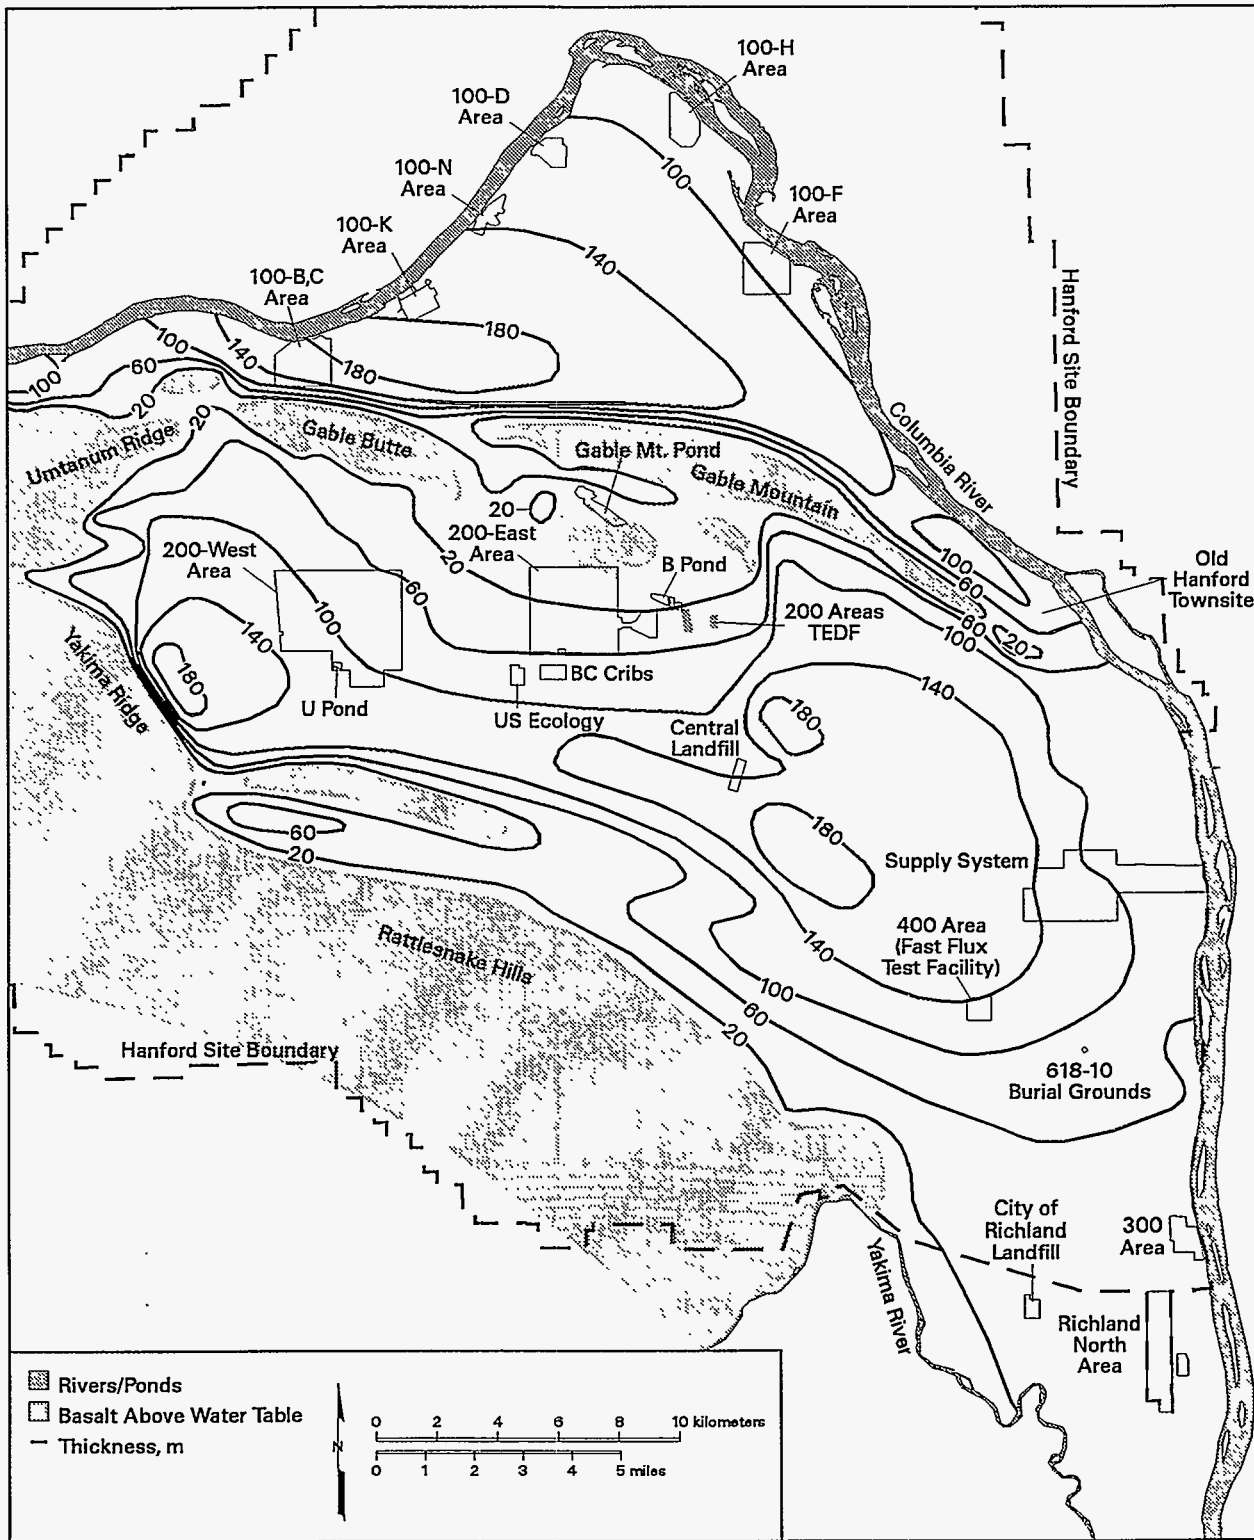 100-H
Area
100-D
Area
100-N
Area
100-K
Area
100-F
Area
100-B,C
Area
100
140
180
100
140
180
60
100
20
20
Hanford Site Boundary
Columbia River
Umtanum Ridge
Gable Butte
Gable Mt. Pond
Gable Mountain
20
200-West
Area
200-East
Area
20
B Pond
60
100
140
180
100
60
60
20
100
Old
Hanford
Townsite
200 Areas
TEDF
Yakima Ridge
U Pond
US Ecology
BC Cribs
Central
Landfill
180
140
60
20
180
Supply System
400 Area
(Fast Flux
Test Facility)
140
100
60
20
Rattlesnake Hills
Hanford Site Boundary
618-10
Burial Grounds
City of
Richland
Landfill
300
Area
Yakima River
Richland
North
Area
Rivers/Ponds
Basalt Above Water Table
Thickness, m
N
0 2 4 6 8 10 kilometers
0 1 2 3 4 5 miles